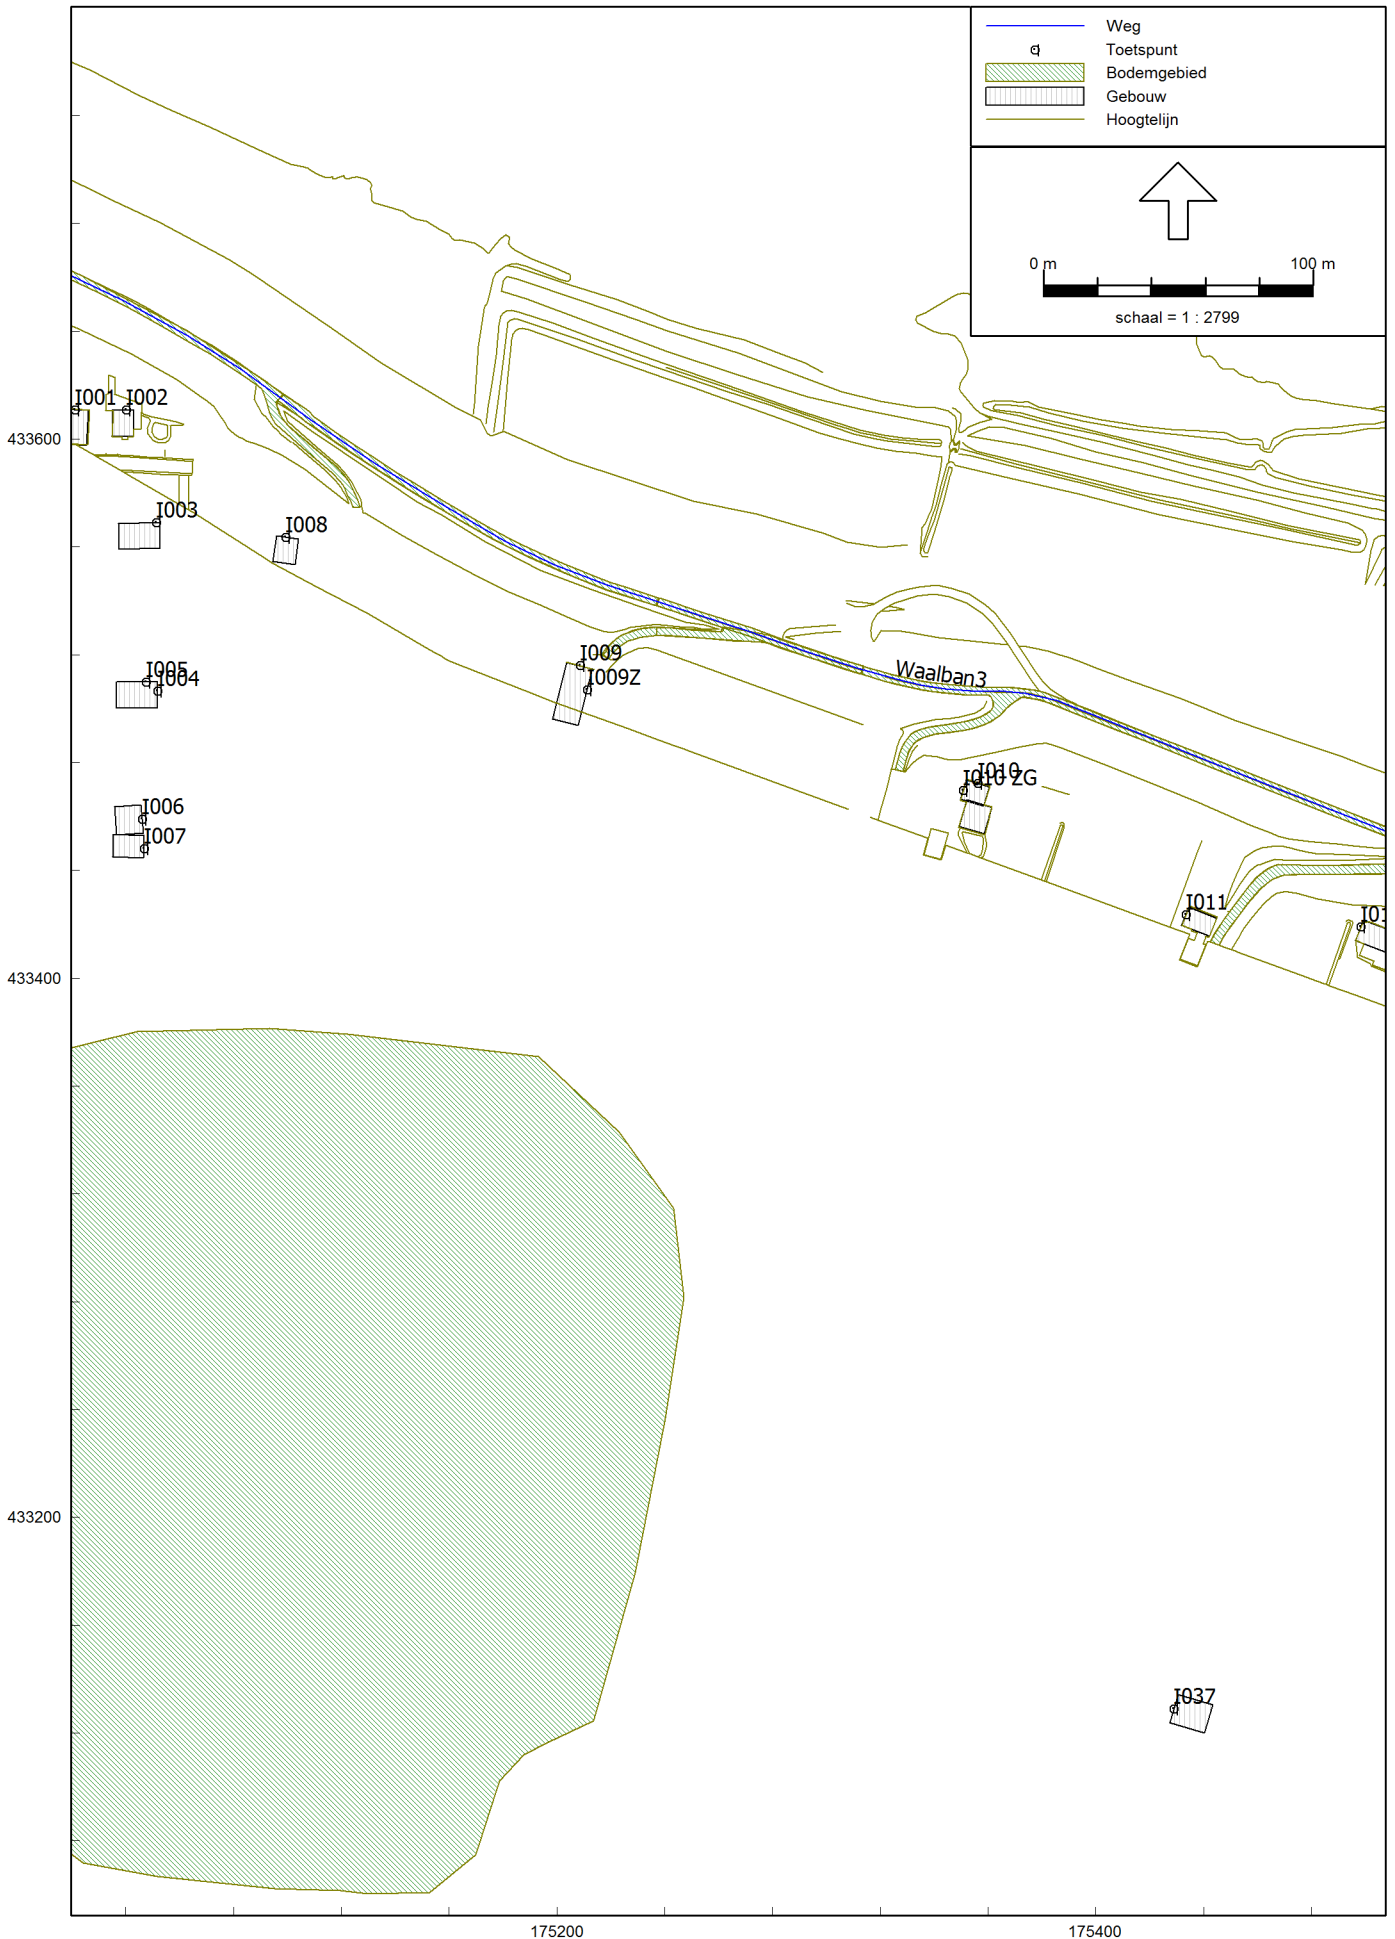 Weg
Toetspunt
Bodemgebied
Gebouw
Hoogtelijn
0 m 100 m
schaal = 1 : 2799
I001 I002
433600
I003
I008
I009
I005
I004
I009Z
Waalban3
I010
I010 ZG
I006
I007
I011
I01
433400
433200
I037
175200 175400